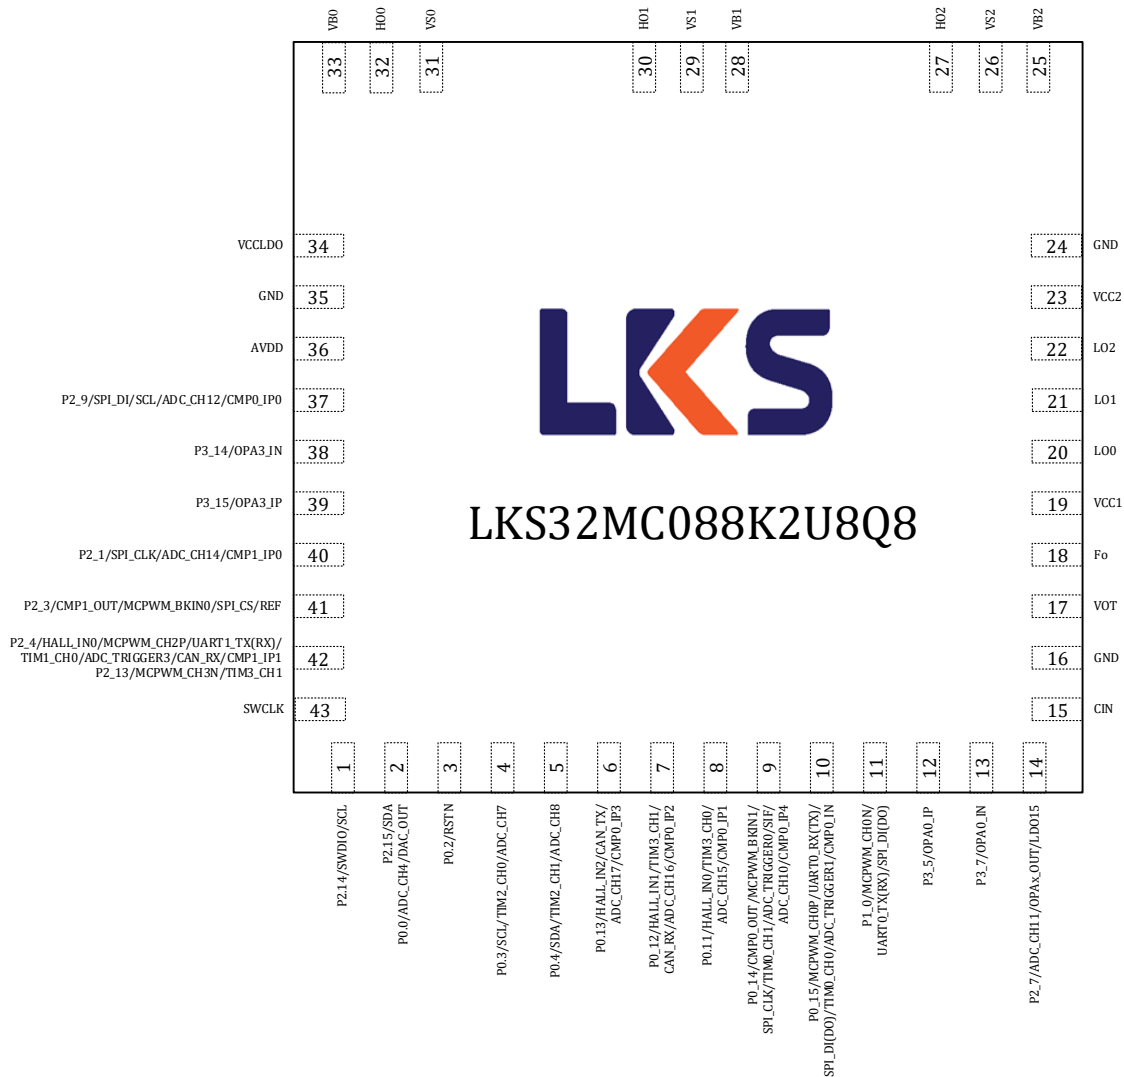 VB0
HO0
VS0
HO1
VS1
VB1
HO2
VS2
VB2
33
32
31
30
29
28
27
26
25
VCCLDO
34
24
GND
GND
35
23
VCC2
AVDD
36
22
LO2
P2_9/SPI_DI/SCL/ADC_CH12/CMP0_IP0
37
21
LO1
P3_14/OPA3_IN
38
20
LO0
P3_15/OPA3_IP
39
19
VCC1
P2_1/SPI_CLK/ADC_CH14/CMP1_IP0
40
18
Fo
P2_3/CMP1_OUT/MCPWM_BKIN0/SPI_CS/REF
41
17
VOT
P2_4/HALL_IN0/MCPWM_CH2P/UART1_TX(RX)/
TIM1_CH0/ADC_TRIGGER3/CAN_RX/CMP1_IP1
P2_13/MCPWM_CH3N/TIM3_CH1
42
16
GND
SWCLK
43
15
CIN
LKS
LKS32MC088K2U8Q8
1
2
3
4
5
6
7
8
9
10
11
12
13
14
P2.14/SWDIO/SCL
P2.15/SDA
P0.0/ADC_CH4/DAC_OUT
P0.2/RSTN
P0.3/SCL/TIM2_CH0/ADC_CH7
P0.4/SDA/TIM2_CH1/ADC_CH8
P0.13/HALL_IN2/CAN_TX/
ADC_CH17/CMP0_IP3
P0_12/HALL_IN1/TIM3_CH1/
CAN_RX/ADC_CH16/CMP0_IP2
P0.11/HALL_IN0/TIM3_CH0/
ADC_CH15/CMP0_IP1
P0_14/CMP0_OUT/MCPWM_BKIN1/
SPI_CLK/TIM0_CH1/ADC_TRIGGER0/SIF/
ADC_CH10/CMP0_IP4
P0_15/MCPWM_CH0P/UART0_RX(TX)/
SPI_DI(DO)/TIM0_CH0/ADC_TRIGGER1/CMP0_IN
P1_0/MCPWM_CH0N/
UART0_TX(RX)/SPI_DI(DO)
P3_5/OPA0_IP
P3_7/OPA0_IN
P2_7/ADC_CH11/OPAx_OUT/LDO15